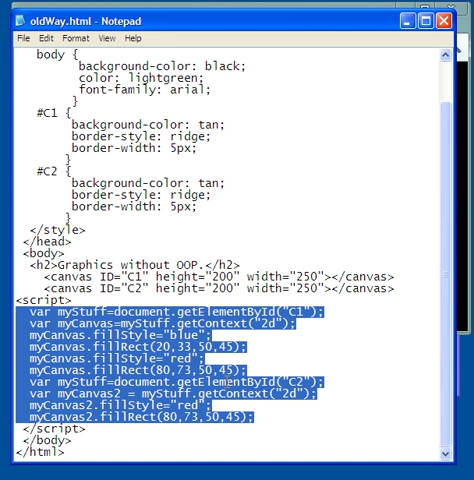 oldWay.html - Notepad
File Edit Format View Help
body {
background-color: black;
color: lightgreen;
font-family: arial;
}
#C1 {
background-color: tan;
border-style: ridge;
border-width: 5px;
}
#C2 {
background-color: tan;
border-style: ridge;
border-width: 5px;
}
</style>
</head>
<body>
<h2>Graphics without OOP.</h2>
<canvas ID="C1" height="200" width="250"></canvas>
<canvas ID="C2" height="200" width="250"></canvas>
<script>
var myStuff=document.getElementById("C1");
var myCanvas=myStuff.getContext("2d");
myCanvas.fillStyle="blue";
myCanvas.fillRect(20,33,50,45);
myCanvas.fillStyle="red";
myCanvas.fillRect(80,73,50,45);
var myStuff=document.getElementById("C2");
var myCanvas2 = myStuff.getContext("2d");
myCanvas2.fillStyle="red";
myCanvas2.fillRect(80,73,50,45);
</script>
</body>
</html>